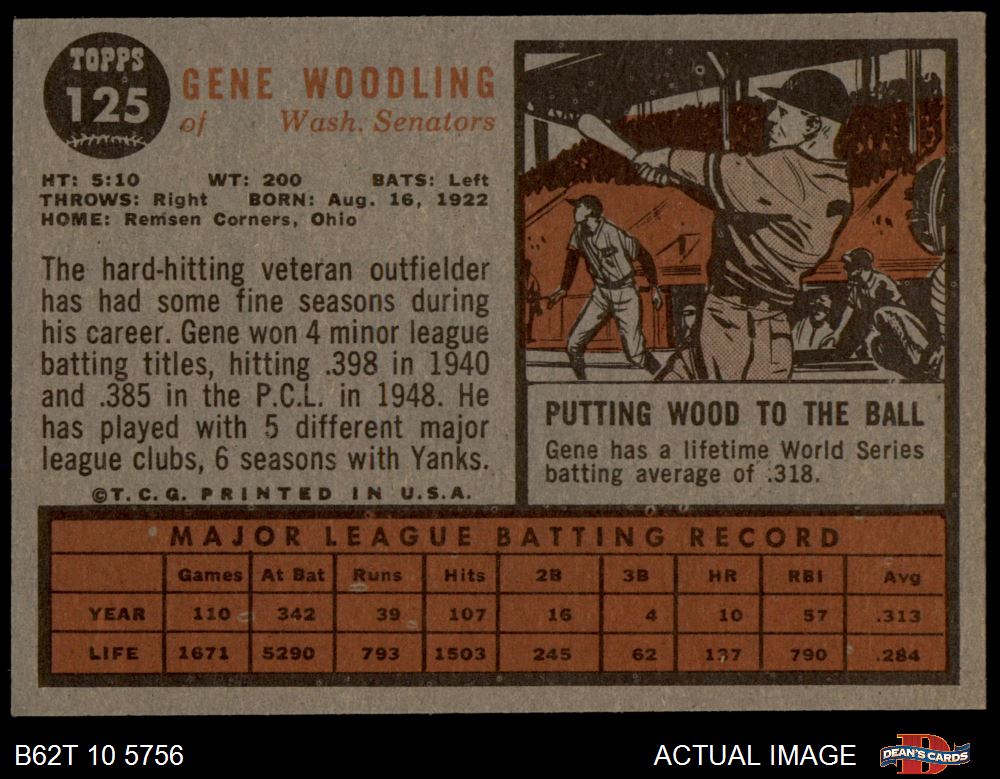 TOPPS
125
GENE WOODLING
of Wash. Senators
HT: 5:10 WT: 200 BATS: Left
THROWS: Right BORN: Aug. 16, 1922
HOME: Remsen Corners, Ohio
The hard-hitting veteran outfielder
has had some fine seasons during
his career. Gene won 4 minor league
batting titles, hitting .398 in 1940
and .385 in the P.C.L. in 1948. He
has played with 5 different major
league clubs, 6 seasons with Yanks.
©T. C. G. PRINTED IN U.S.A.
PUTTING WOOD TO THE BALL
Gene has a lifetime World Series
batting average of .318.
MAJOR LEAGUE BATTING RECORD
Games At Bat Runs Hits 2B 3B HR RBI Avg
YEAR 110 342 39 107 16 4 10 57 .313
LIFE 1671 5290 793 1503 245 62 137 790 .284
B62T 10 5756 ACTUAL IMAGE
D
DEAN'S CARDS